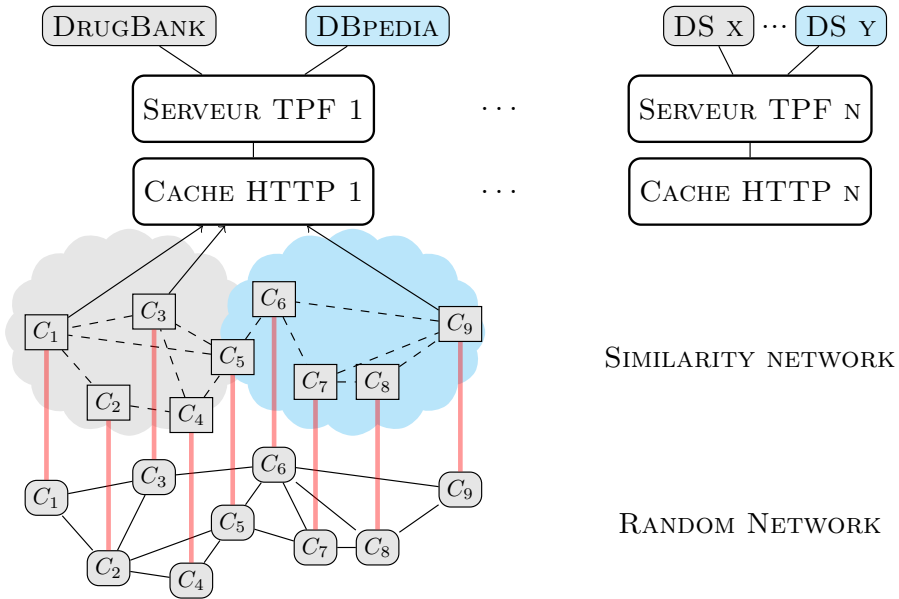 DrugBank DBpedia DS x ··· DS y
Serveur TPF 1 ··· Serveur TPF n
Cache HTTP 1 ··· Cache HTTP n
C6
C3
C9
C1
C5
C7 C8
C2
C4
Similarity network
C6
C3
C9
C1
C5
Random Network
C7 C8
C2
C4